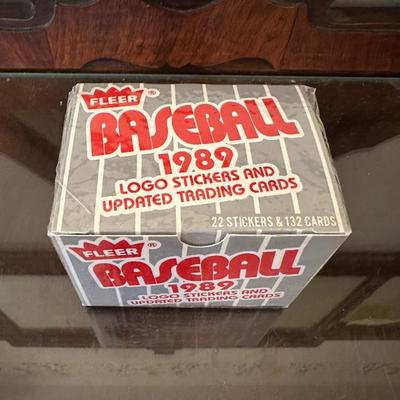 FLEER®
BASEBALL
1989
LOGO STICKERS AND
UPDATED TRADING CARDS
22 STICKERS & 132 CARDS
FLEER®
BASEBALL
1989
LOGO STICKERS AND
UPDATED TRADING CARDS